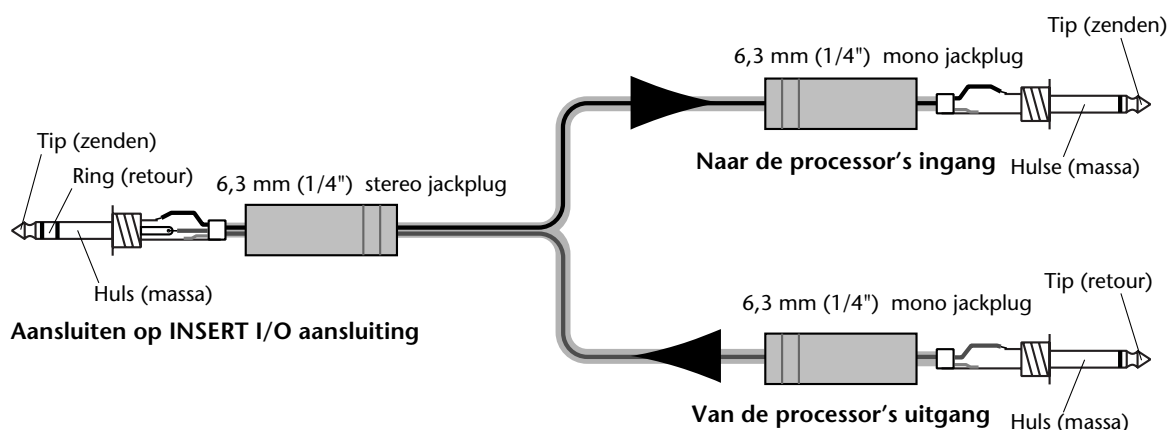 Tip (zenden)
Ring (retour)
6,3 mm (1/4") stereo jackplug
Huls (massa)
Aansluiten op INSERT I/O aansluiting
Tip (zenden)
6,3 mm (1/4") mono jackplug
Naar de processor's ingang
Hulse (massa)
Tip (retour)
6,3 mm (1/4") mono jackplug
Van de processor's uitgang
Huls (massa)